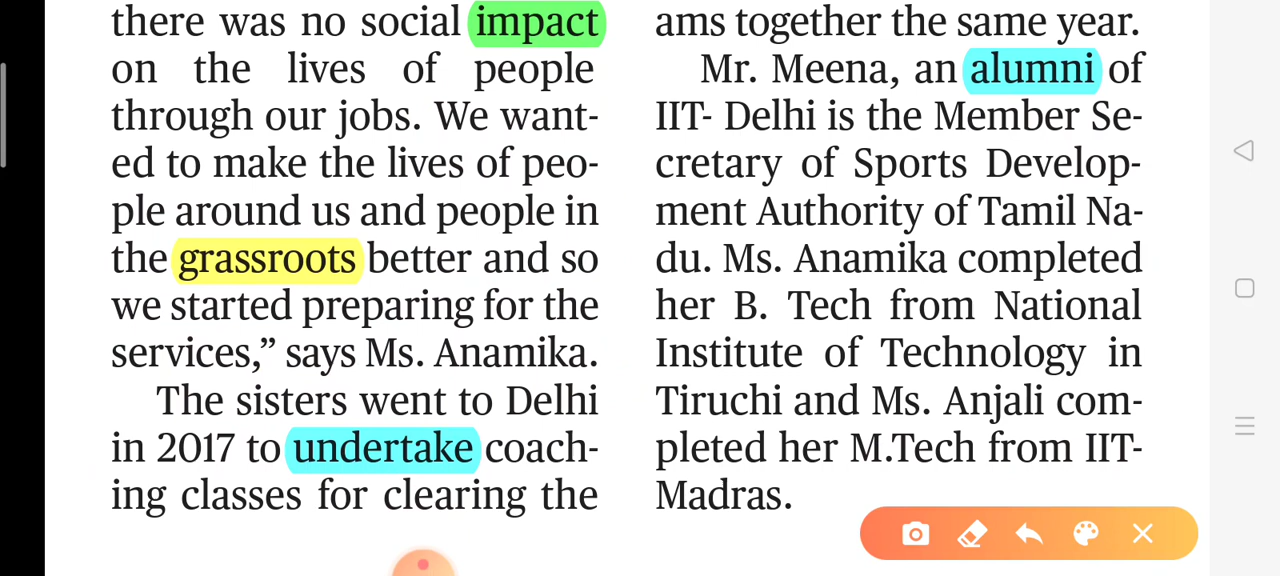 there was no social impact
on the lives of people
through our jobs. We want-
ed to make the lives of peo-
ple around us and people in
the grassroots better and so
we started preparing for the
services,” says Ms. Anamika.
The sisters went to Delhi
in 2017 to undertake coach-
ing classes for clearing the
ams together the same year.
Mr. Meena, an alumni of
IIT- Delhi is the Member Se-
cretary of Sports Develop-
ment Authority of Tamil Na-
du. Ms. Anamika completed
her B. Tech from National
Institute of Technology in
Tiruchi and Ms. Anjali com-
pleted her M.Tech from IIT-
Madras.